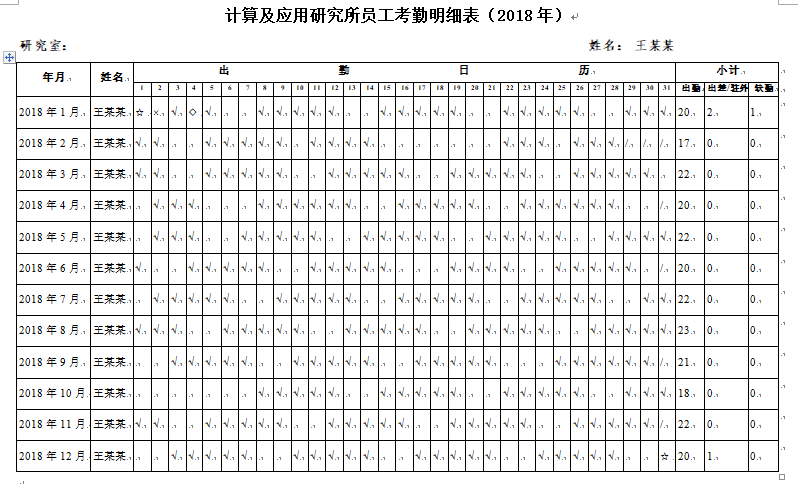 计算及应用研究所员工考勤明细表（2018 年）
研究室： 姓名： 王某某
年月 姓名 出 勤 日 历 小计
1 2 3 4 5 6 7 8 9 10 11 12 13 14 15 16 17 18 19 20 21 22 23 24 25 26 27 28 29 30 31 出勤 出差/驻外 缺勤
2018 年 1 月 王某某 ☆ × √ ◇ √ √ √ √ √ √ √ √ √ √ √ √ √ √ √ √ √ √ √ 20 2 1
2018 年 2 月 王某某 √ √ √ √ √ √ √ √ √ √ √ √ √ √ √ √ √ / / / 17 0 0
2018 年 3 月 王某某 √ √ √ √ √ √ √ √ √ √ √ √ √ √ √ √ √ √ √ √ √ √ 22 0 0
2018 年 4 月 王某某 √ √ √ √ √ √ √ √ √ √ √ √ √ √ √ √ √ √ √ √ / 20 0 0
2018 年 5 月 王某某 √ √ √ √ √ √ √ √ √ √ √ √ √ √ √ √ √ √ √ √ √ √ 22 0 0
2018 年 6 月 王某某 √ √ √ √ √ √ √ √ √ √ √ √ √ √ √ √ √ √ √ √ / 20 0 0
2018 年 7 月 王某某 √ √ √ √ √ √ √ √ √ √ √ √ √ √ √ √ √ √ √ √ √ √ 22 0 0
2018 年 8 月 王某某 √ √ √ √ √ √ √ √ √ √ √ √ √ √ √ √ √ √ √ √ √ √ √ 23 0 0
2018 年 9 月 王某某 √ √ √ √ √ √ √ √ √ √ √ √ √ √ √ √ √ √ √ √ √ / 21 0 0
2018 年 10 月 王某某 √ √ √ √ √ √ √ √ √ √ √ √ √ √ √ √ √ √ 18 0 0
2018 年 11 月 王某某 √ √ √ √ √ √ √ √ √ √ √ √ √ √ √ √ √ √ √ √ √ √ / 22 0 0
2018 年 12 月 王某某 √ √ √ √ √ √ √ √ √ √ √ √ √ √ √ √ √ √ √ √ ☆ 20 1 0